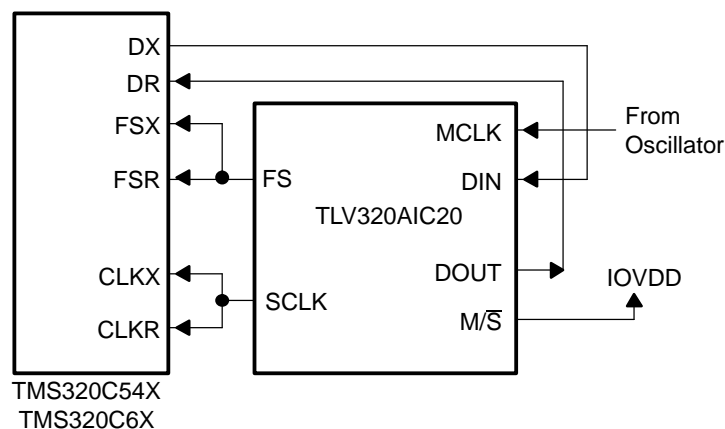 DX
DR
FSX
FSR
CLKX
CLKR
TMS320C54X
TMS320C6X
FS
SCLK
TLV320AIC20
MCLK
DIN
DOUT
M/S̅
From
Oscillator
IOVDD